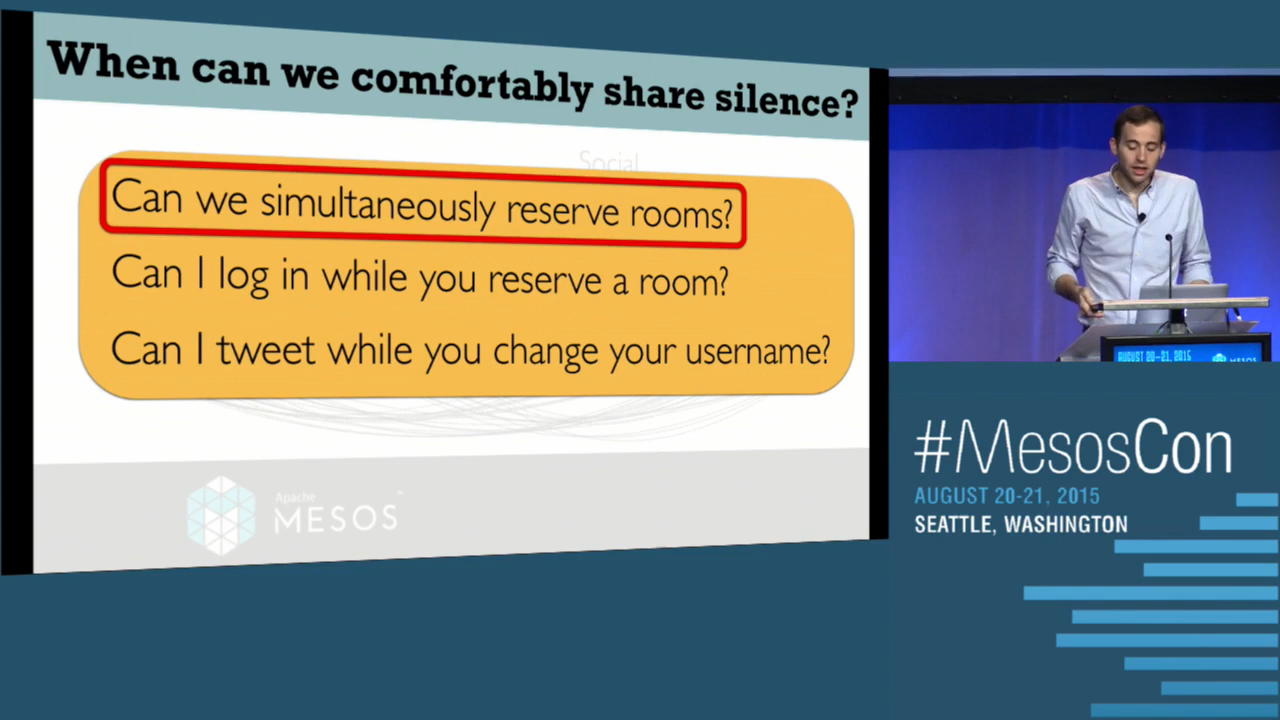 When can we comfortably share silence?
Social
Can we simultaneously reserve rooms?
Can I log in while you reserve a room?
Can I tweet while you change your username?
Apache
MESOS
AUGUST 20-21, 2015
MESOS
#MesosCon
AUGUST 20-21, 2015
SEATTLE, WASHINGTON